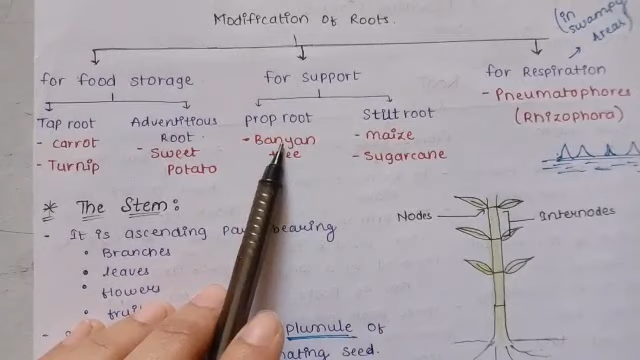 Modification of Roots.
(in swampy areas)
for food storage
for support
for Respiration
Tap root
- carrot
- Turnip
Adventitious Root.
- Sweet Potato
prop root
- Banyan
Stilt root
- maize
- Sugarcane
- Pneumatophores
(Rhizophora)
* The Stem:
- It is ascending bearing
• Branches
• leaves
• flowers
Nodes
Internodes
plumule of
seed.